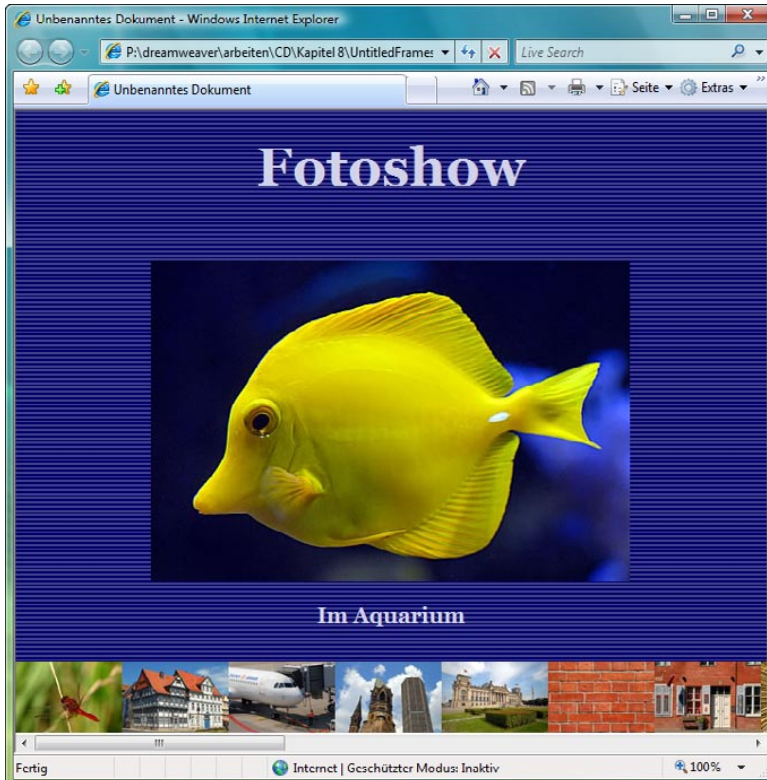 Unbenanntes Dokument - Windows Internet Explorer
P:\dreamweaver\arbeiten\CD\Kapitel 8\UntitledFrames
Live Search
Unbenanntes Dokument
Seite
Extras
Fotoshow
Im Aquarium
Fertig
Internet | Geschützter Modus: Inaktiv
100%